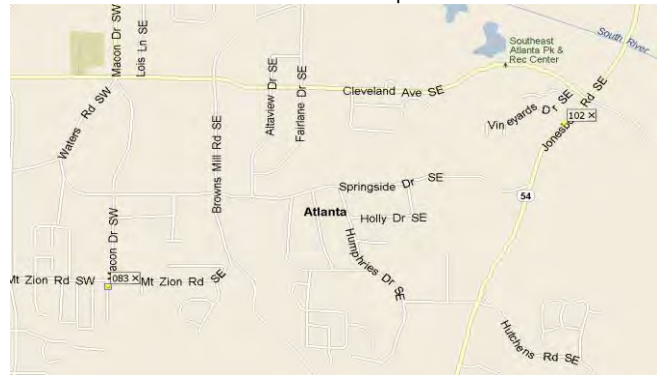 Macon Dr SW
Lois Ln SE
South River
Southeast
Atlanta Pk &
Rec Center
Cleveland Ave SE
Altaview Dr SE
Fairlane Dr SE
Waters Rd SW
Browns Mill Rd SE
Vineyards Dr SE
102 ×
Jonesbo Rd SE
Springside Dr SE
54
Atlanta
Holly Dr SE
Macon Dr SW
Humphries Dr SE
Mt Zion Rd SW
083 ×
Mt Zion Rd SE
Hutchens Rd SE